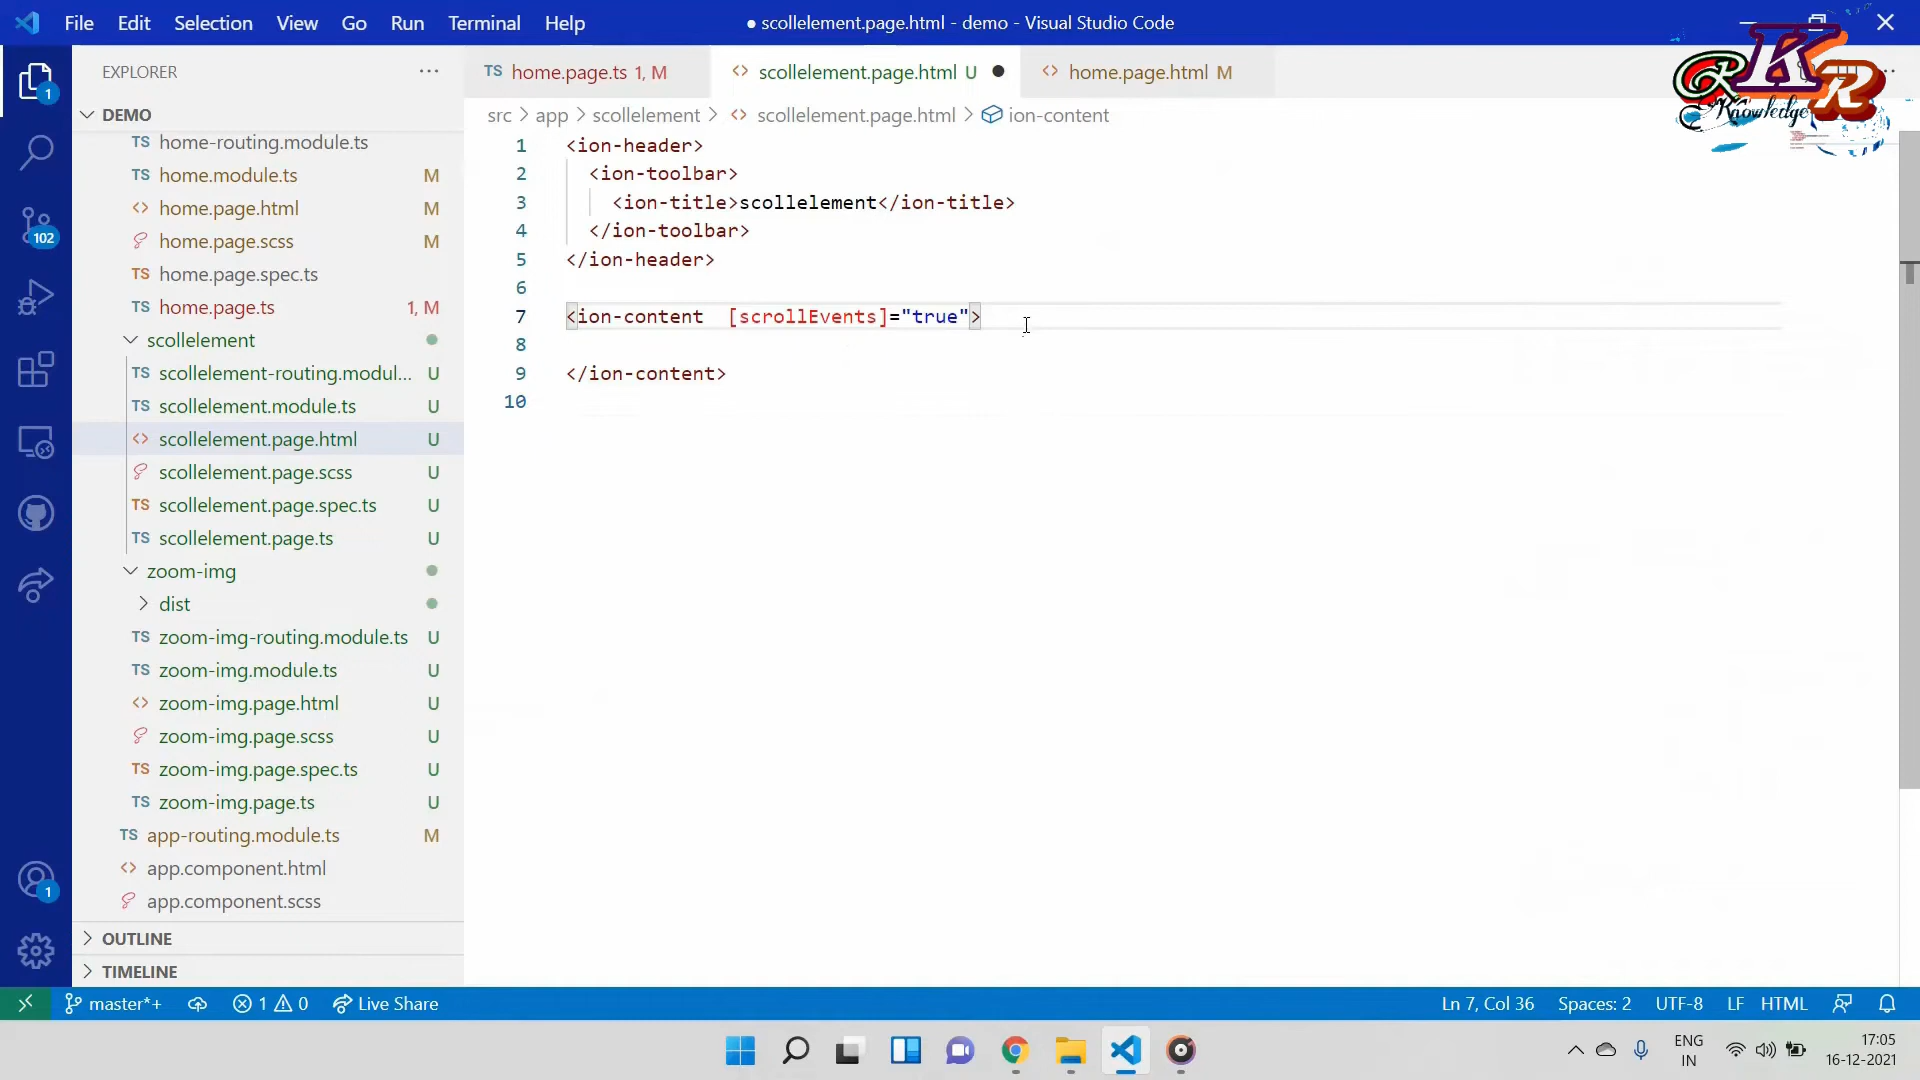 File Edit Selection View Go Run Terminal Help
● scollelement.page.html - demo - Visual Studio Code
KR
Knowledge
EXPLORER ...
TS home.page.ts 1, M
<> scollelement.page.html U ●
<> home.page.html M
src > app > scollelement > <> scollelement.page.html > ion-content
DEMO
TS home-routing.module.ts
TS home.module.ts M
<> home.page.html M
home.page.scss M
TS home.page.spec.ts
TS home.page.ts 1, M
scollelement
TS scollelement-routing.modul... U
TS scollelement.module.ts U
<> scollelement.page.html U
scollelement.page.scss U
TS scollelement.page.spec.ts U
TS scollelement.page.ts U
zoom-img
dist
TS zoom-img-routing.module.ts U
TS zoom-img.module.ts U
<> zoom-img.page.html U
zoom-img.page.scss U
TS zoom-img.page.spec.ts U
TS zoom-img.page.ts U
TS app-routing.module.ts M
<> app.component.html
app.component.scss
OUTLINE
TIMELINE
1 <ion-header>
2 <ion-toolbar>
3 <ion-title>scollelement</ion-title>
4 </ion-toolbar>
5 </ion-header>
6
7 <ion-content  [scrollEvents]="true">
8
9 </ion-content>
10
1
102
1
master*+ 1 0 Live Share
Ln 7, Col 36 Spaces: 2 UTF-8 LF HTML
ENG
IN
17:05
16-12-2021